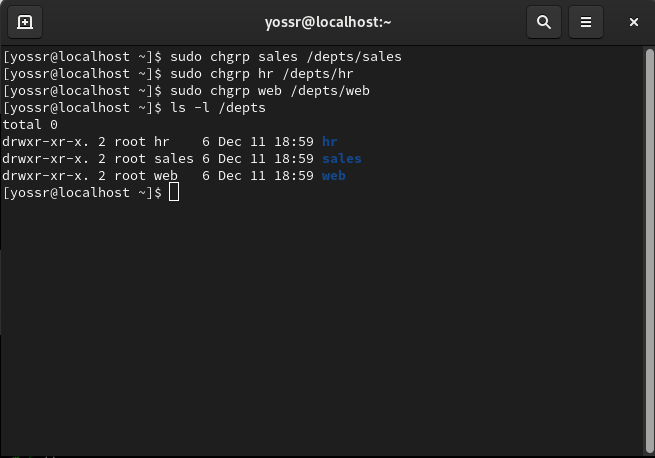 yossr@localhost:~
[yossr@localhost ~]$ sudo chgrp sales /depts/sales
[yossr@localhost ~]$ sudo chgrp hr /depts/hr
[yossr@localhost ~]$ sudo chgrp web /depts/web
[yossr@localhost ~]$ ls -l /depts
total 0
drwxr-xr-x. 2 root hr    6 Dec 11 18:59 hr
drwxr-xr-x. 2 root sales 6 Dec 11 18:59 sales
drwxr-xr-x. 2 root web   6 Dec 11 18:59 web
[yossr@localhost ~]$